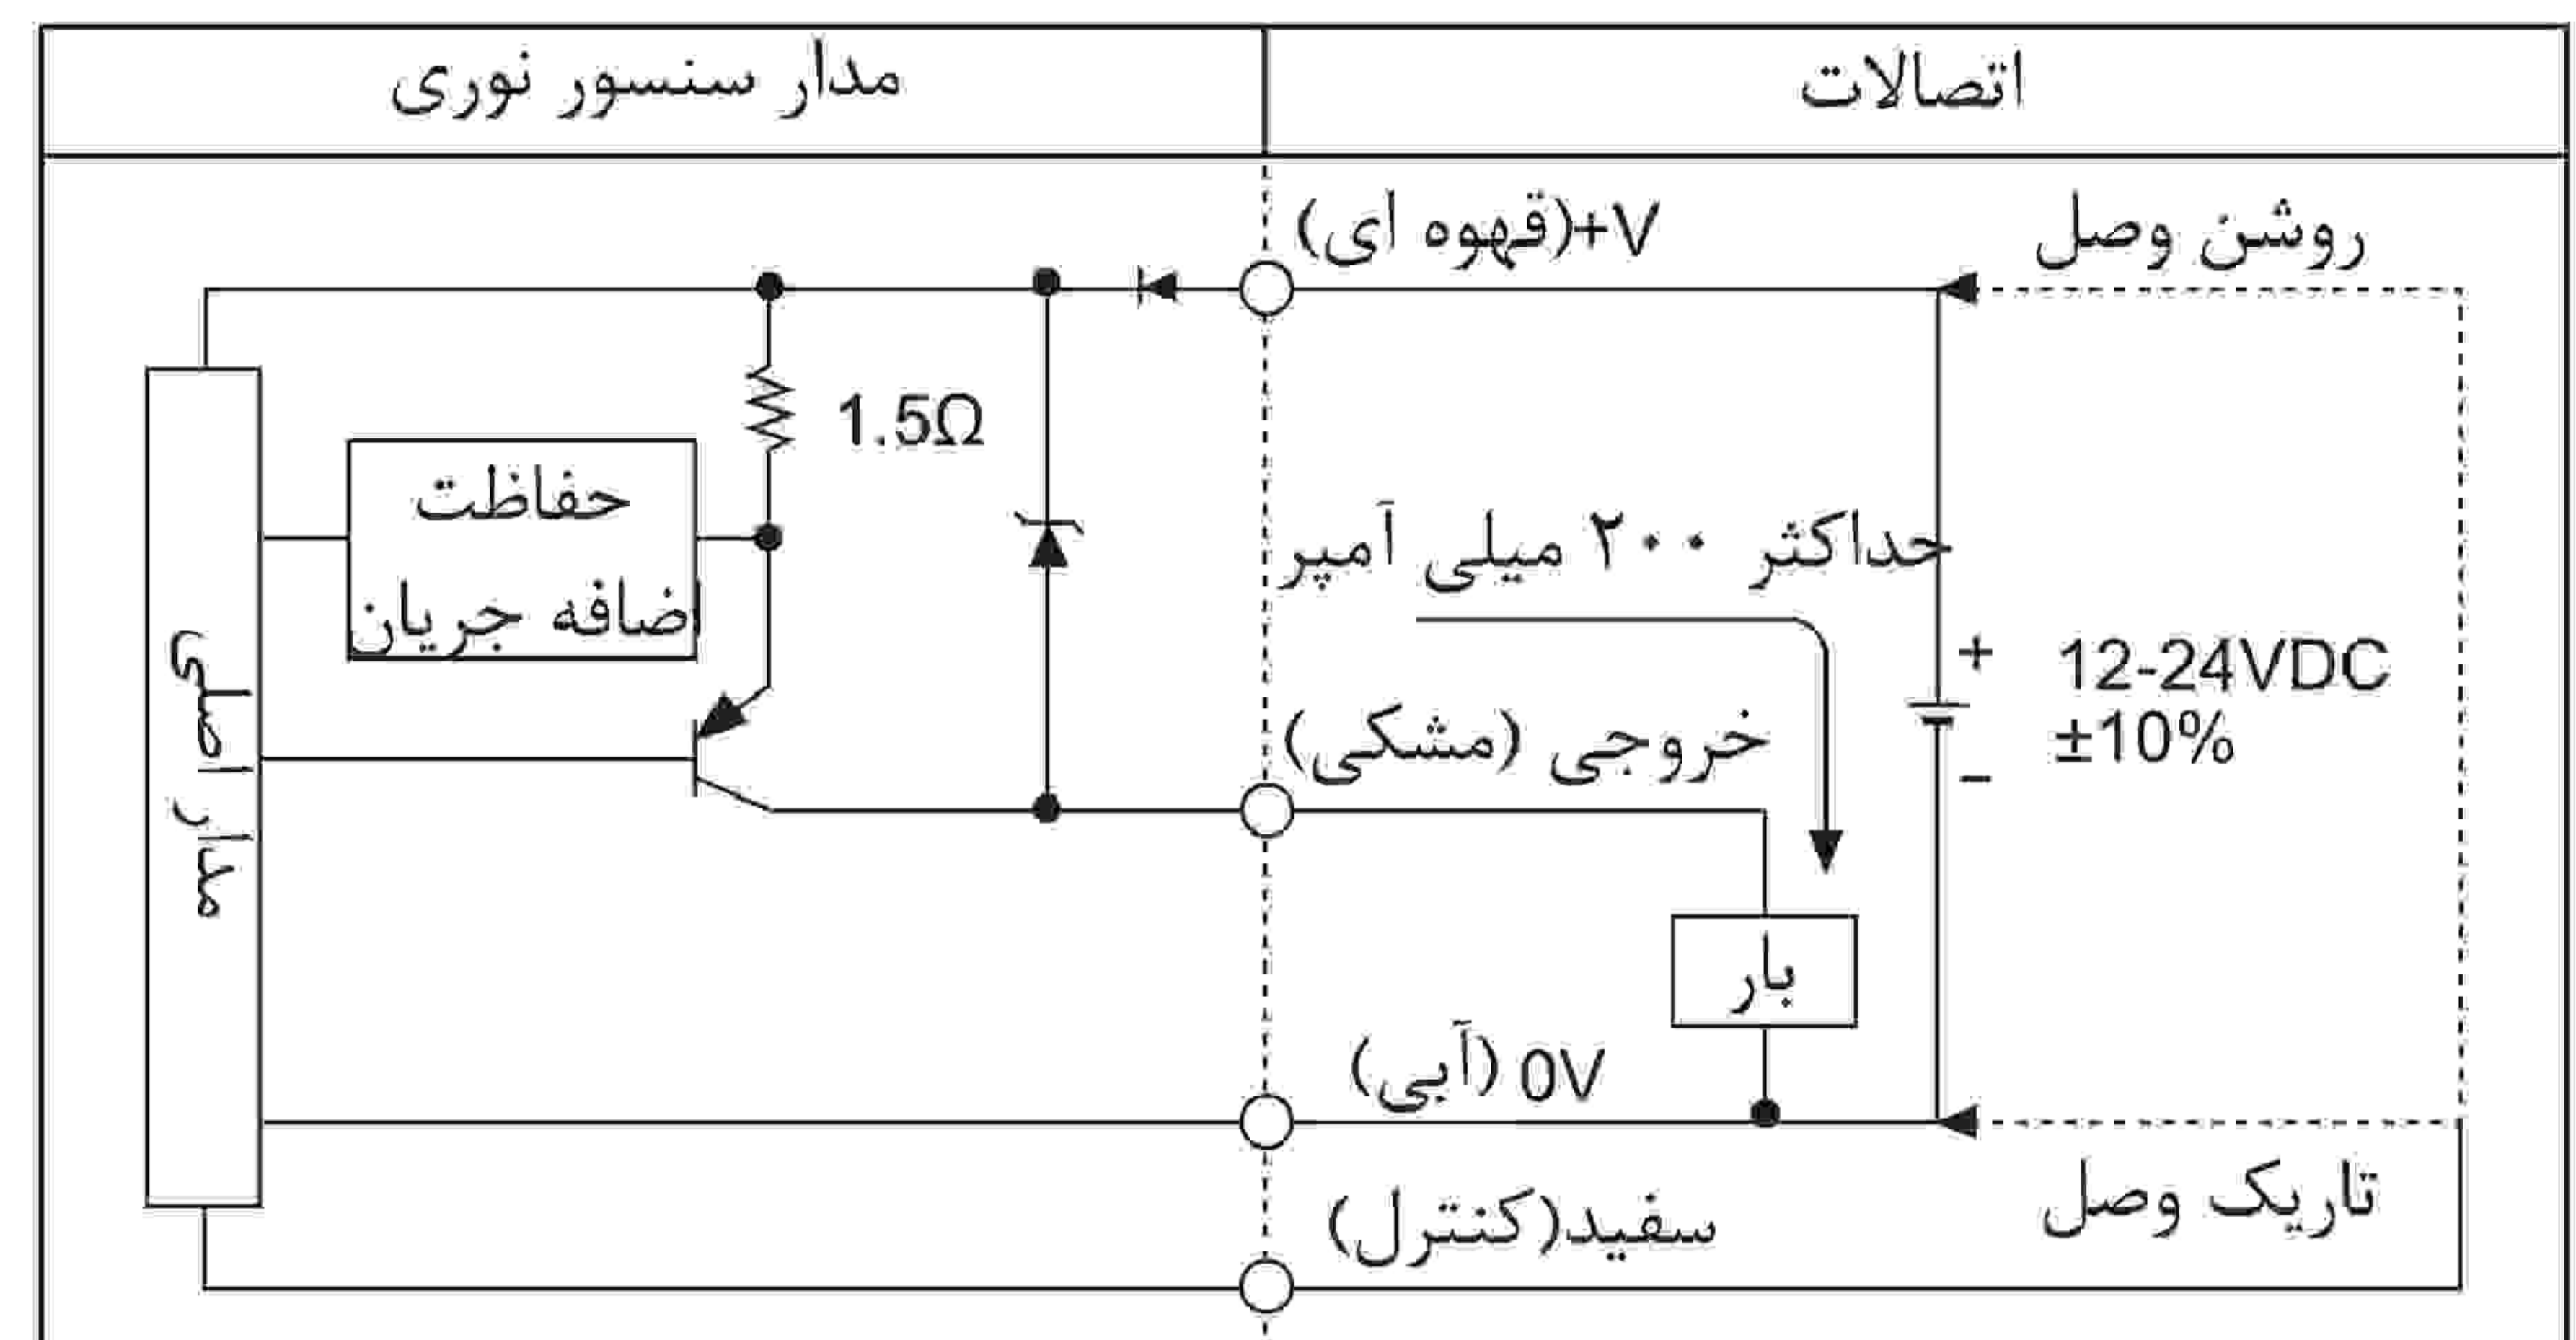 اتصالات
مدار سنسور نوری
روشن وصل
(قهوه ای)+V
1.5Ω
حفاظت
اضافه جریان
حداکثر ۲۰۰ میلی آمپر
+
12-24VDC
±10%
−
خروجی (مشکی)
مدار اصلی
بار
(آبی) 0V
تاریک وصل
سفید(کنترل)